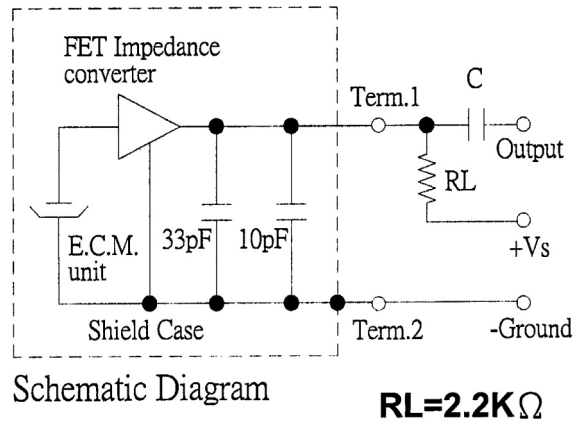 FET Impedance
converter
Term.1
C
Output
RL
+Vs
E.C.M.
unit
33pF
10pF
Shield Case
Term.2
-Ground
Schematic Diagram
RL=2.2KΩ